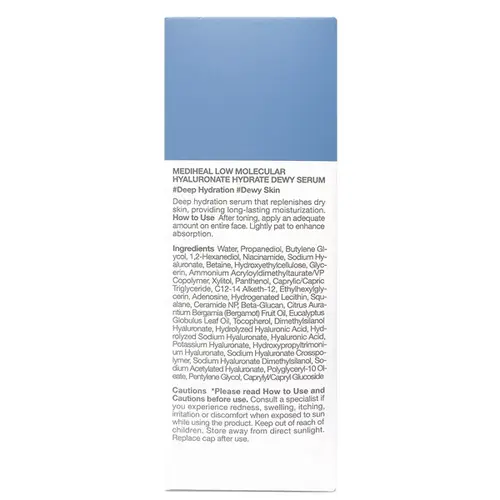 MEDIHEAL LOW MOLECULAR
HYALURONATE HYDRATE DEWY SERUM
#Deep Hydration #Dewy Skin
Deep hydration serum that replenishes dry
skin, providing long-lasting moisturization.
How to Use After toning, apply an adequate
amount on entire face. Lightly pat to enhance
absorption.
Ingredients Water, Propanediol, Butylene Gl-
ycol, 1,2-Hexanediol, Niacinamide, Sodium Hy-
aluronate, Betaine, Hydroxyethylcellulose, Glyc-
erin, Ammonium Acryloyldimethyltaurate/VP
Copolymer, Xylitol, Panthenol, Caprylic/Capric
Triglyceride, C12-14 Alketh-12, Ethylhexylgly-
cerin, Adenosine, Hydrogenated Lecithin, Squ-
alane, Ceramide NP, Beta-Glucan, Citrus Aura-
ntium Bergamia (Bergamot) Fruit Oil, Eucalyptus
Globulus Leaf Oil, Tocopherol, Dimethylsilanol
Hyaluronate, Hydrolyzed Hyaluronic Acid, Hyd-
rolyzed Sodium Hyaluronate, Hyaluronic Acid,
Potassium Hyaluronate, Hydroxypropyltrimoni-
um Hyaluronate, Sodium Hyaluronate Crosspo-
lymer, Sodium Hyaluronate Dimethylsilanol, So-
dium Acetylated Hyaluronate, Polyglyceryl-10 Ol-
eate, Pentylene Glycol, Caprylyl/Capryl Glucoside
Cautions *Please read How to Use and
Cautions before use. Consult a specialist if
you experience redness, swelling, itching,
irritation or discomfort when exposed to sun
while using the product. Keep out of reach of
children. Store away from direct sunlight.
Replace cap after use.